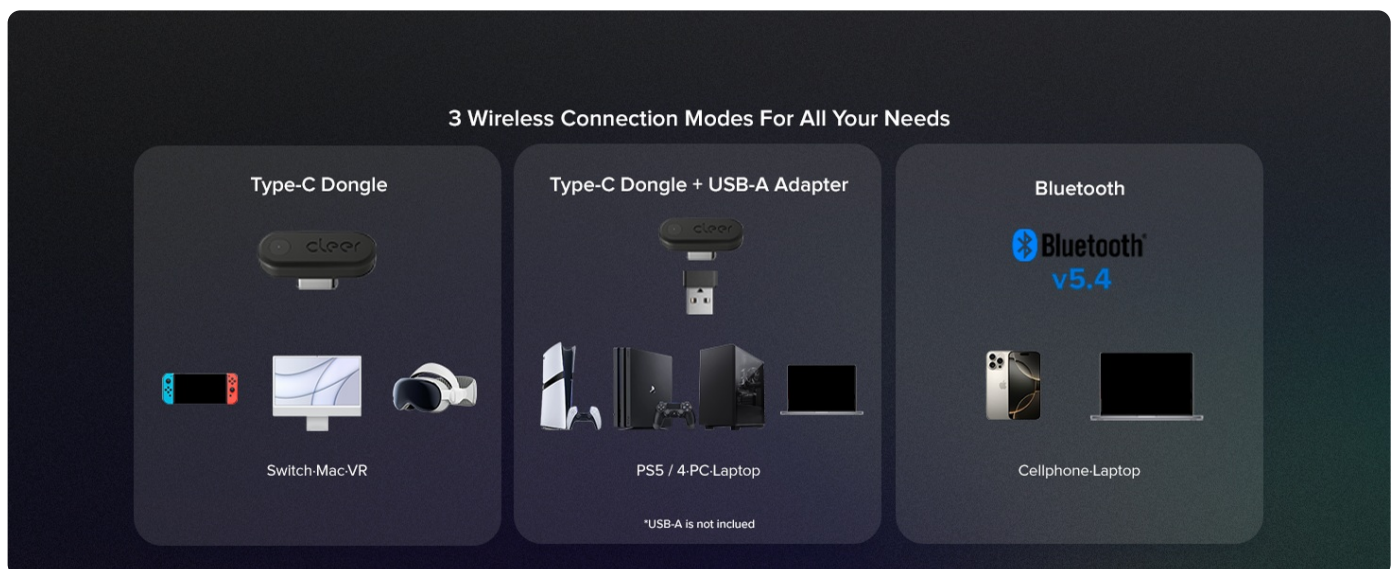 3 Wireless Connection Modes For All Your Needs
Type-C Dongle
cleer
Switch·Mac·VR
Type-C Dongle + USB-A Adapter
cleer
PS5 / 4·PC·Laptop
*USB-A is not inclued
Bluetooth
Bluetooth®
v5.4
Cellphone·Laptop